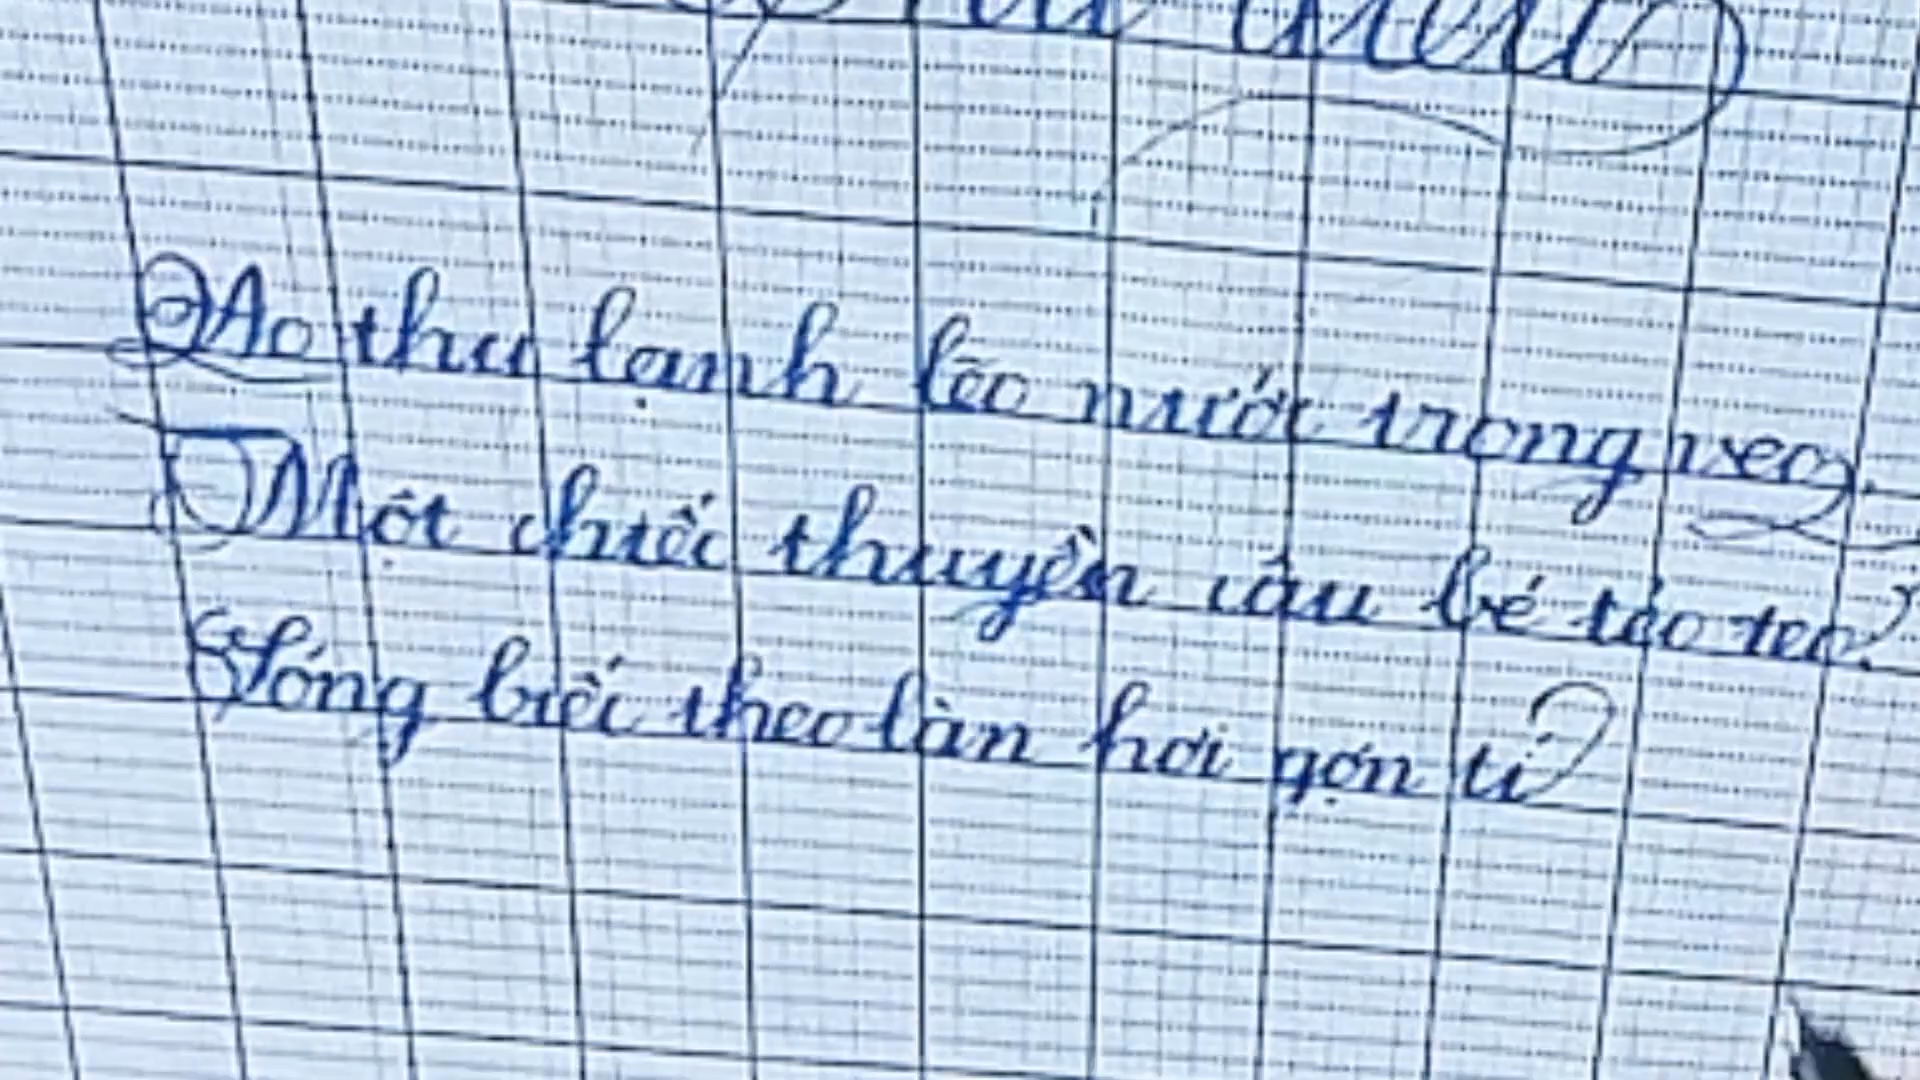 Ao thu lạnh lẽo nước trong veo.
Một chiếc thuyền câu bé tẻo teo.
Sóng biếc theo làn hơi gợn tí